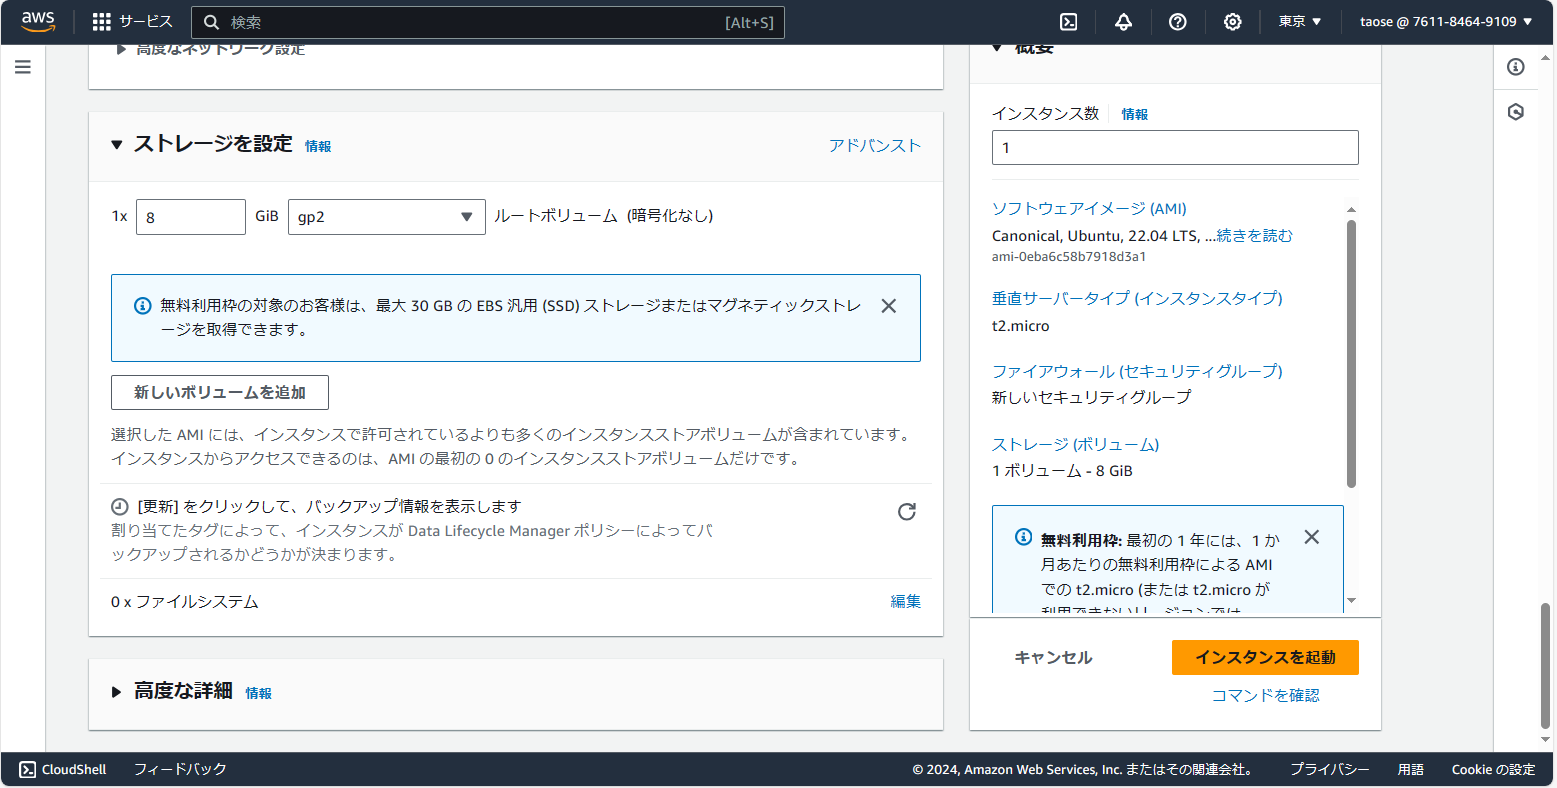 aws
サービス
検索
[Alt+S]
東京 ▼
taose @ 7611-8464-9109 ▼
高度なネットワーク設定
ストレージを設定 情報
アドバンスト
1x 8 GiB gp2 ルートボリューム (暗号化なし)
無料利用枠の対象のお客様は、最大 30 GB の EBS 汎用 (SSD) ストレージまたはマグネティックストレ
ージを取得できます。
新しいボリュームを追加
選択した AMI には、インスタンスで許可されているよりも多くのインスタンスストアボリュームが含まれています。
インスタンスからアクセスできるのは、AMI の最初の 0 のインスタンスストアボリュームだけです。
[更新] をクリックして、バックアップ情報を表示します
割り当てたタグによって、インスタンスが Data Lifecycle Manager ポリシーによってバ
ックアップされるかどうかが決まります。
0 x ファイルシステム
編集
高度な詳細 情報
概要
インスタンス数 情報
1
ソフトウェアイメージ (AMI)
Canonical, Ubuntu, 22.04 LTS, ...続きを読む
ami-0eba6c58b7918d3a1
垂直サーバータイプ (インスタンスタイプ)
t2.micro
ファイアウォール (セキュリティグループ)
新しいセキュリティグループ
ストレージ (ボリューム)
1 ボリューム - 8 GiB
無料利用枠: 最初の 1 年には、1 か
月あたりの無料利用枠による AMI
での t2.micro (または t2.micro が
利用できないリージョンでは
キャンセル
インスタンスを起動
コマンドを確認
CloudShell
フィードバック
© 2024, Amazon Web Services, Inc. またはその関連会社。
プライバシー
用語
Cookie の設定